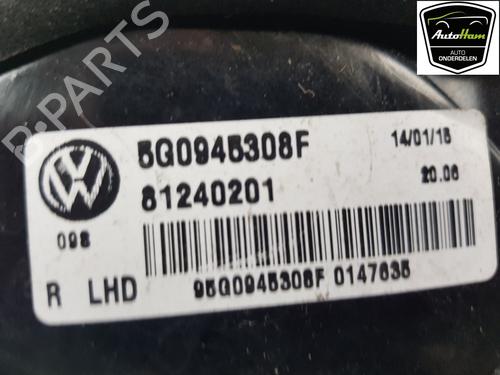 AutoHam
AUTO
ONDERDELEN
B-PARTS
5G0945308F
14/01/15
81240201
20.06
098
R LHD
95G0945308F 0147635